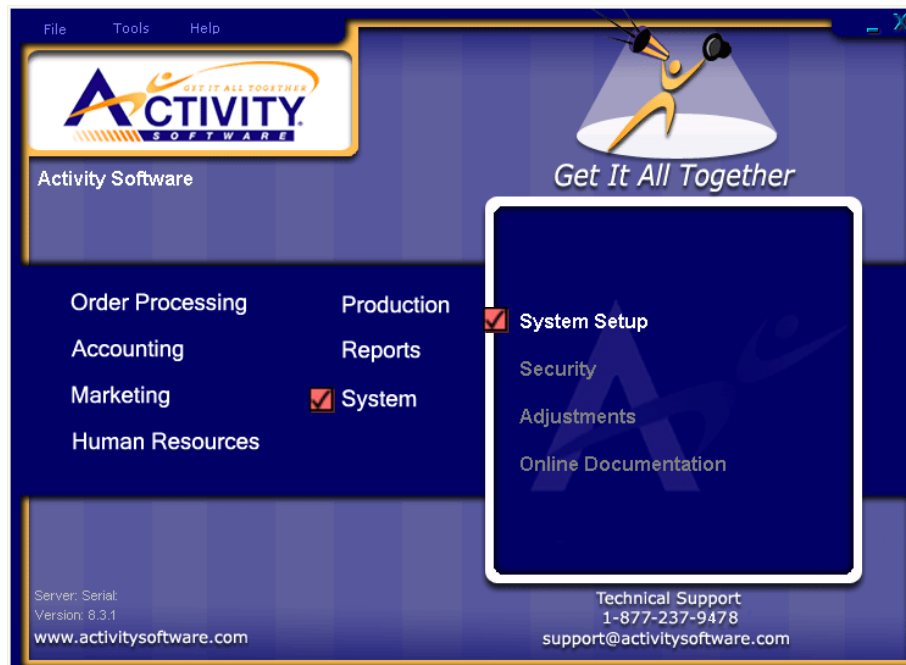 File Tools Help
GET IT ALL TOGETHER
ACTIVITY.
SOFTWARE
Activity Software
Get It All Together
Order Processing
Accounting
Marketing
Human Resources
Production
Reports
System
System Setup
Security
Adjustments
Online Documentation
Server: Serial:
Version: 8.3.1
www.activitysoftware.com
Technical Support
1-877-237-9478
support@activitysoftware.com